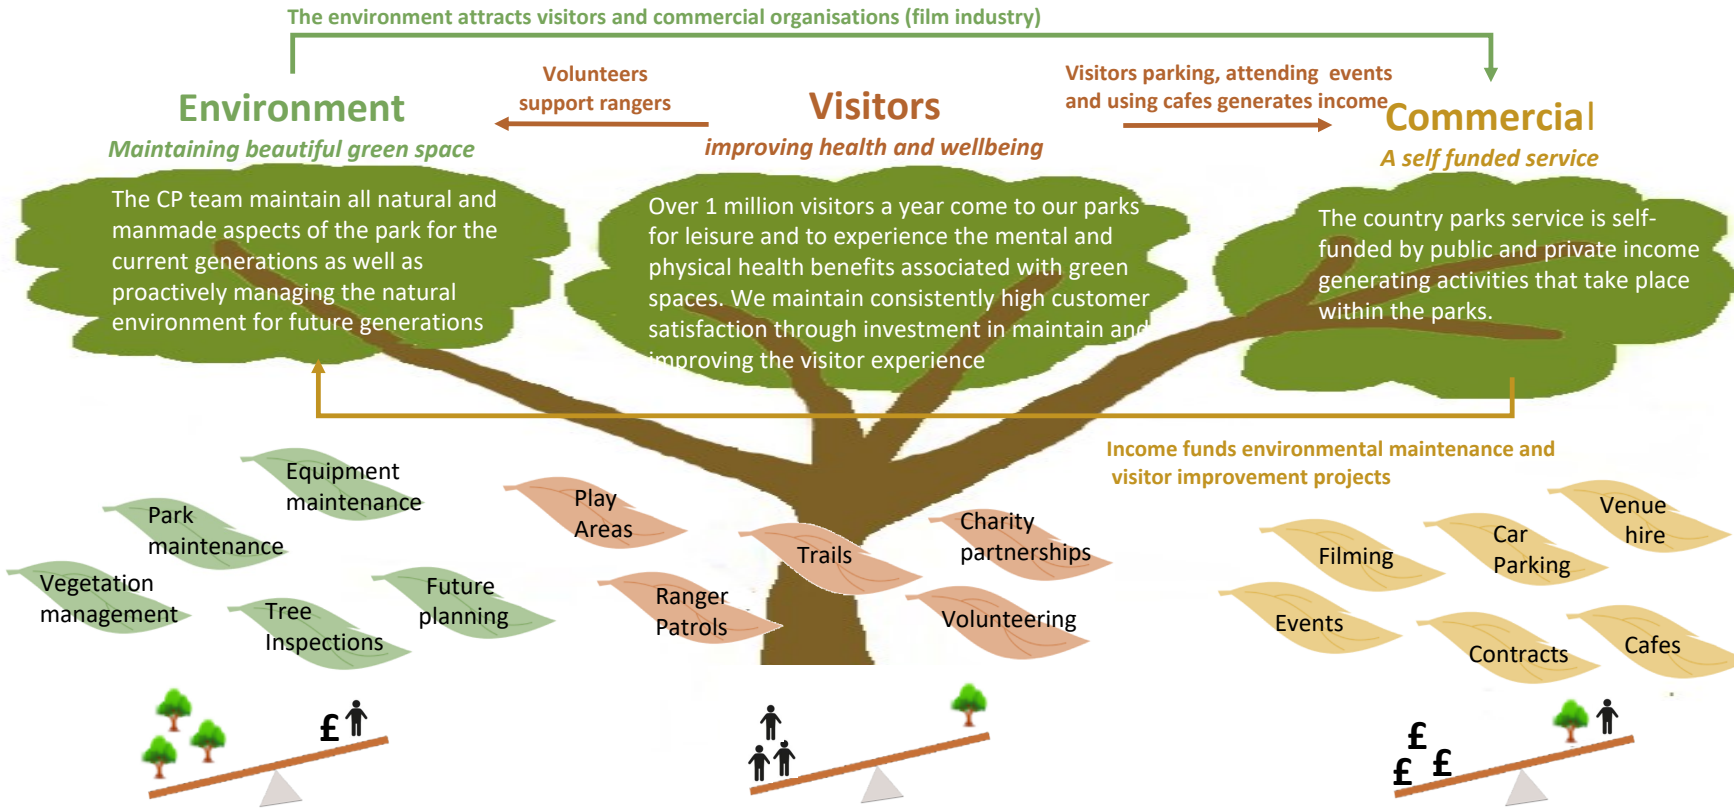 The environment attracts visitors and commercial organisations (film industry)
Environment
Maintaining beautiful green space
Volunteers
support rangers
Visitors
improving health and wellbeing
Visitors parking, attending events
and using cafes generates income
Commercial
A self funded service
The CP team maintain all natural and
manmade aspects of the park for the
current generations as well as
proactively managing the natural
environment for future generations
Over 1 million visitors a year come to our parks
for leisure and to experience the mental and
physical health benefits associated with green
spaces. We maintain consistently high customer
satisfaction through investment in maintain and
improving the visitor experience
The country parks service is self-
funded by public and private income
generating activities that take place
within the parks.
Income funds environmental maintenance and
visitor improvement projects
Equipment
maintenance
Park
maintenance
Vegetation
management
Tree
Inspections
Future
planning
Play
Areas
Ranger
Patrols
Trails
Charity
partnerships
Volunteering
Filming
Car
Parking
Venue
hire
Events
Contracts
Cafes
£
£
£
£